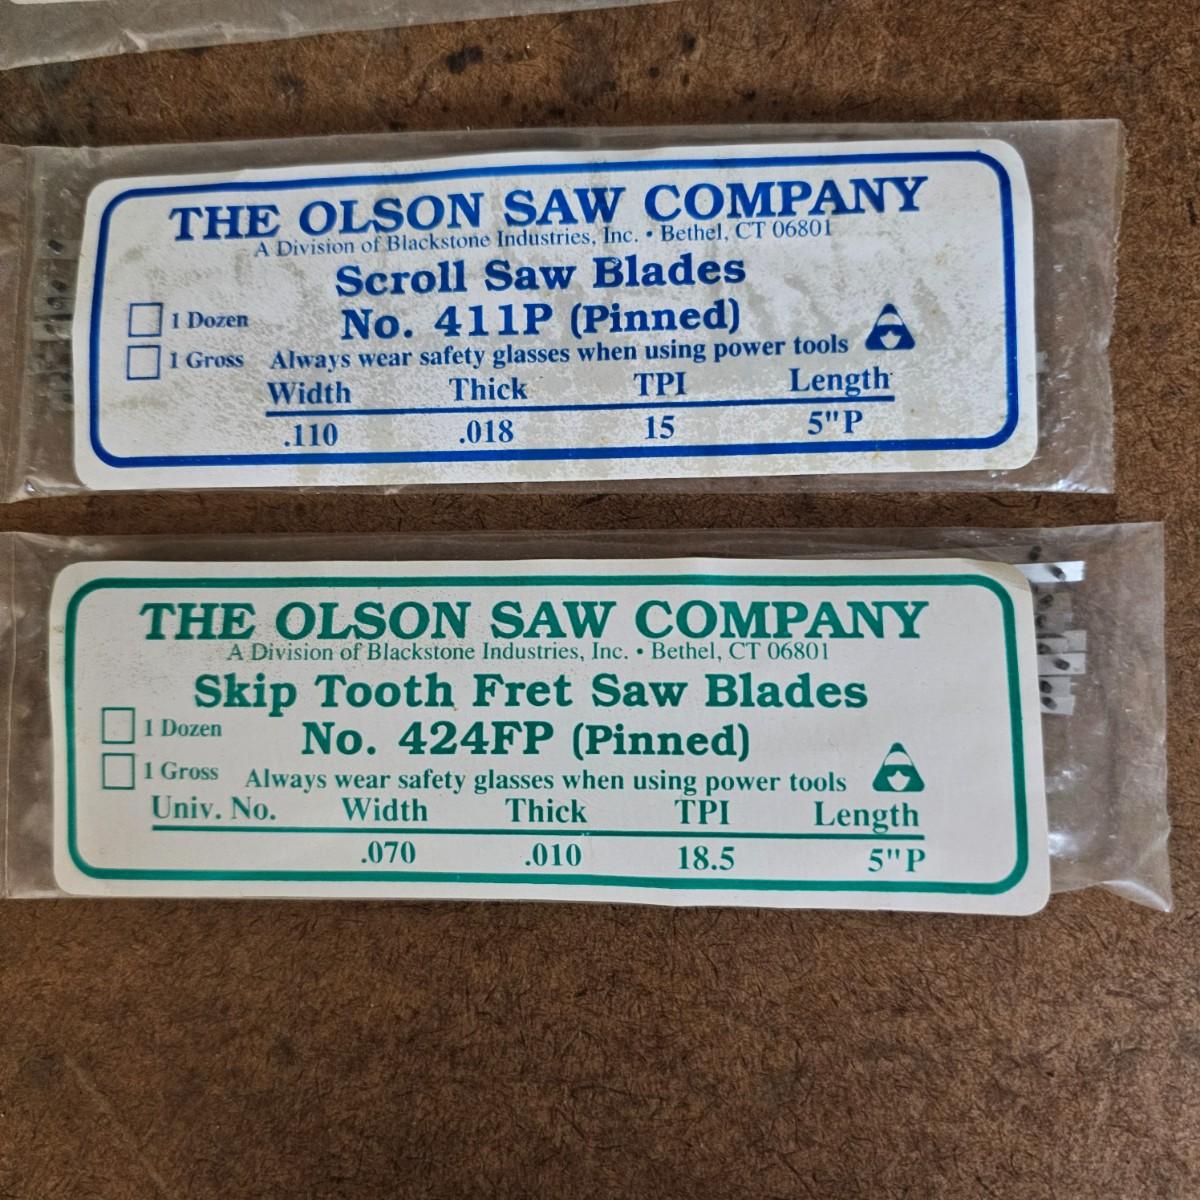 THE OLSON SAW COMPANY
A Division of Blackstone Industries, Inc. • Bethel, CT 06801
Scroll Saw Blades
1 Dozen No. 411P (Pinned)
1 Gross Always wear safety glasses when using power tools
Width Thick TPI Length
.110 .018 15 5"P
THE OLSON SAW COMPANY
A Division of Blackstone Industries, Inc. • Bethel, CT 06801
Skip Tooth Fret Saw Blades
1 Dozen No. 424FP (Pinned)
1 Gross Always wear safety glasses when using power tools
Univ. No. Width Thick TPI Length
.070 .010 18.5 5"P